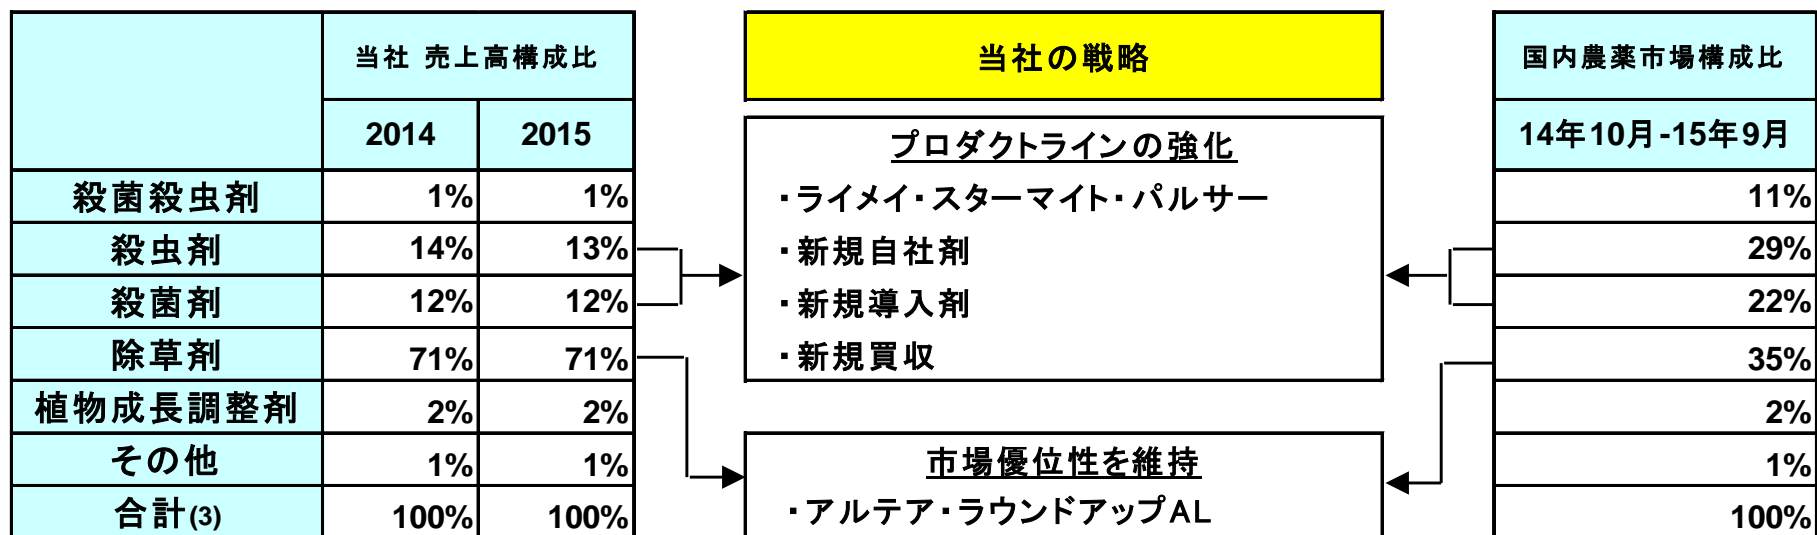 当社 売上高構成比
2014 2015
殺菌殺虫剤 1% 1%
殺虫剤 14% 13%
殺菌剤 12% 12%
除草剤 71% 71%
植物成長調整剤 2% 2%
その他 1% 1%
合計(3) 100% 100%
当社の戦略
プロダクトラインの強化
・ライメイ・スターマイト・パルサー
・新規自社剤
・新規導入剤
・新規買収
市場優位性を維持
・アルテア・ラウンドアップAL
国内農薬市場構成比
14年10月-15年9月
11%
29%
22%
35%
2%
1%
100%